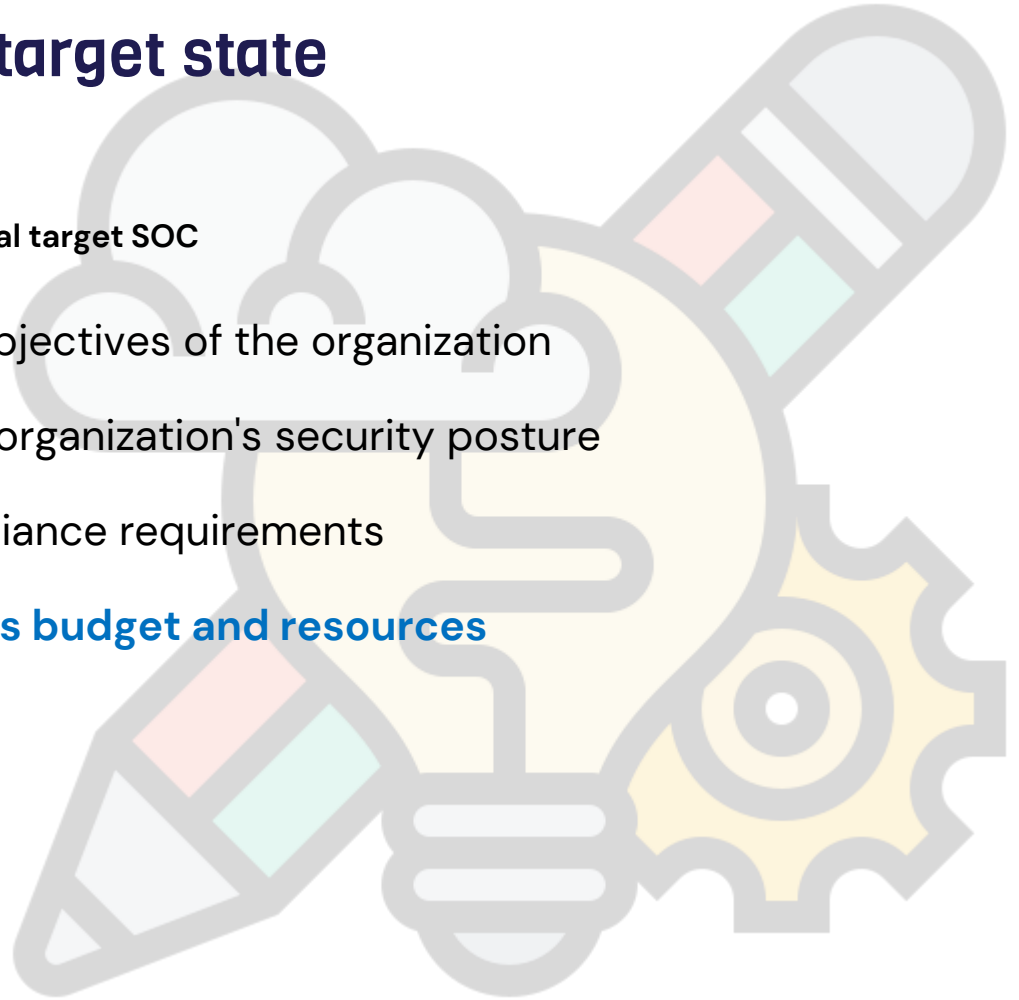 target state
al target SOC
bjectives of the organization
organization's security posture
iance requirements
s budget and resources